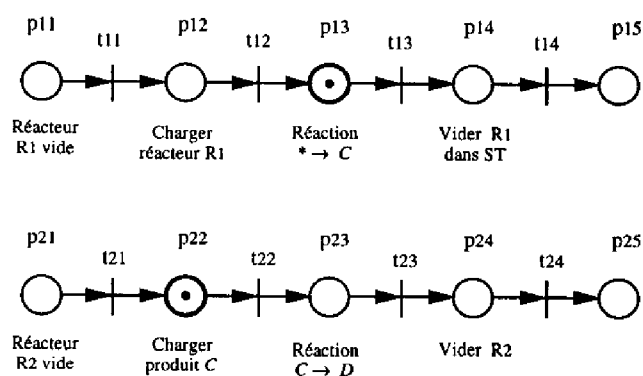 p11 p12 p13 p14 p15
t11 t12 t13 t14
Réacteur Charger Réaction Vider R1
R1 vide réacteur R1 * → C dans ST
p21 p22 p23 p24 p25
t21 t22 t23 t24
Réacteur Charger Réaction Vider R2
R2 vide produit C C → D